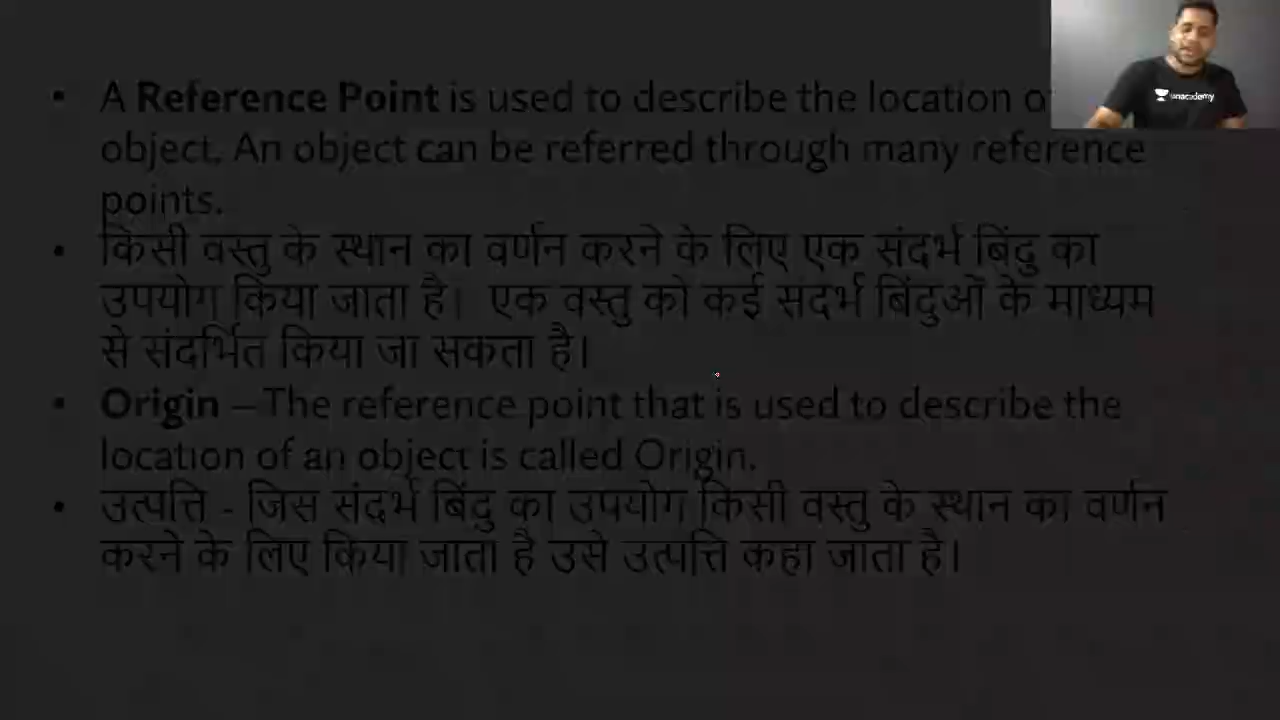 • A Reference Point is used to describe the location o
object. An object can be referred through many reference
points.
• किसी वस्तु के स्थान का वर्णन करने के लिए एक संदर्भ बिंदु का
उपयोग किया जाता है। एक वस्तु को कई संदर्भ बिंदुओं के माध्यम
से संदर्भित किया जा सकता है।
• Origin – The reference point that is used to describe the
location of an object is called Origin.
• उत्पत्ति - जिस संदर्भ बिंदु का उपयोग किसी वस्तु के स्थान का वर्णन
करने के लिए किया जाता है उसे उत्पत्ति कहा जाता है।
unacademy